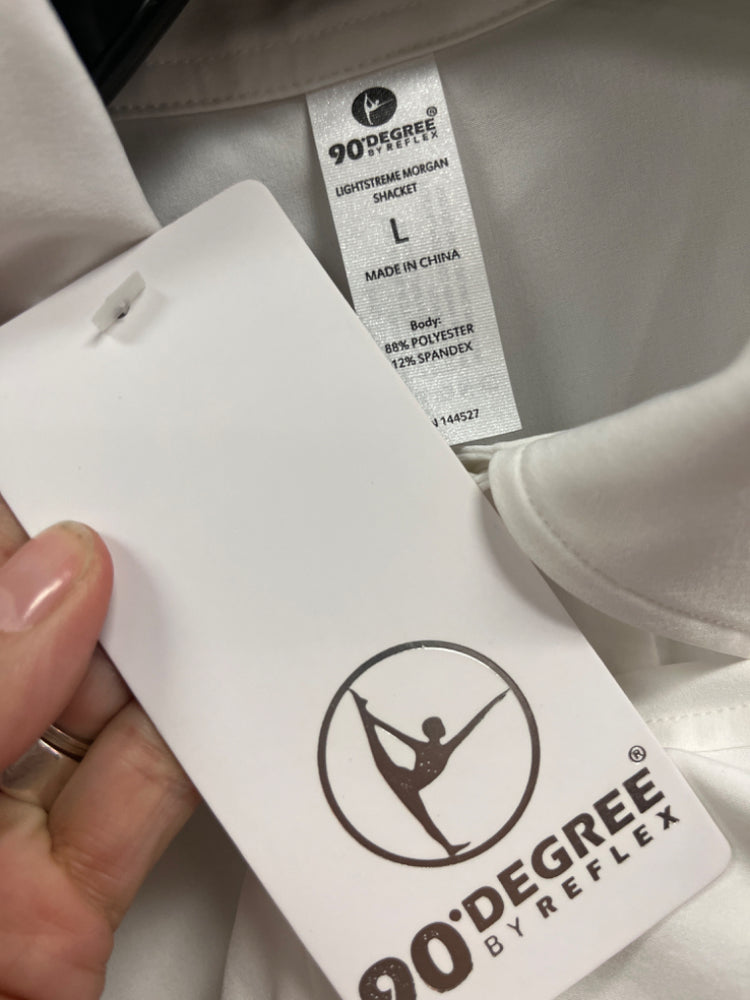 90°DEGREE®
BY REFLEX
LIGHTSTREME MORGAN
SHACKET
L
MADE IN CHINA
Body:
88% POLYESTER
12% SPANDEX
N 144527
90°DEGREE®
BY REFLEX